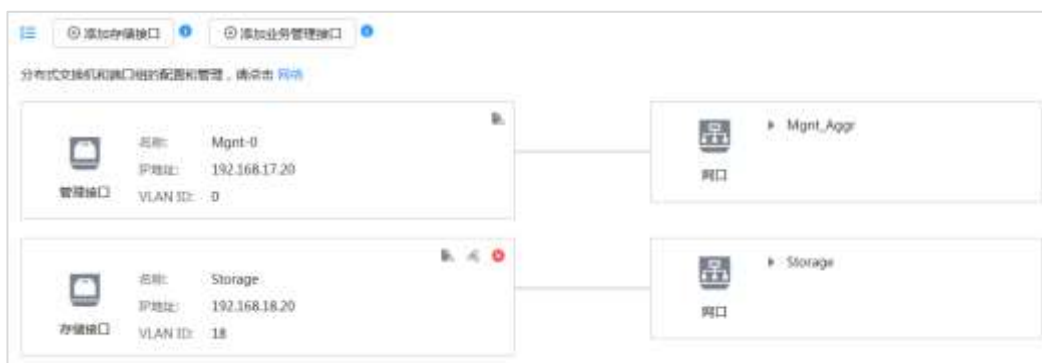 添加存储接口 添加业务管理接口
分布式交换机和端口组的配置和管理，请点击 网络
名称: Mgnt-0
IP地址: 192.168.17.20
管理接口 VLAN ID: 0
Mgnt_Aggr
网口
名称: Storage
IP地址: 192.168.18.20
存储接口 VLAN ID: 18
Storage
网口